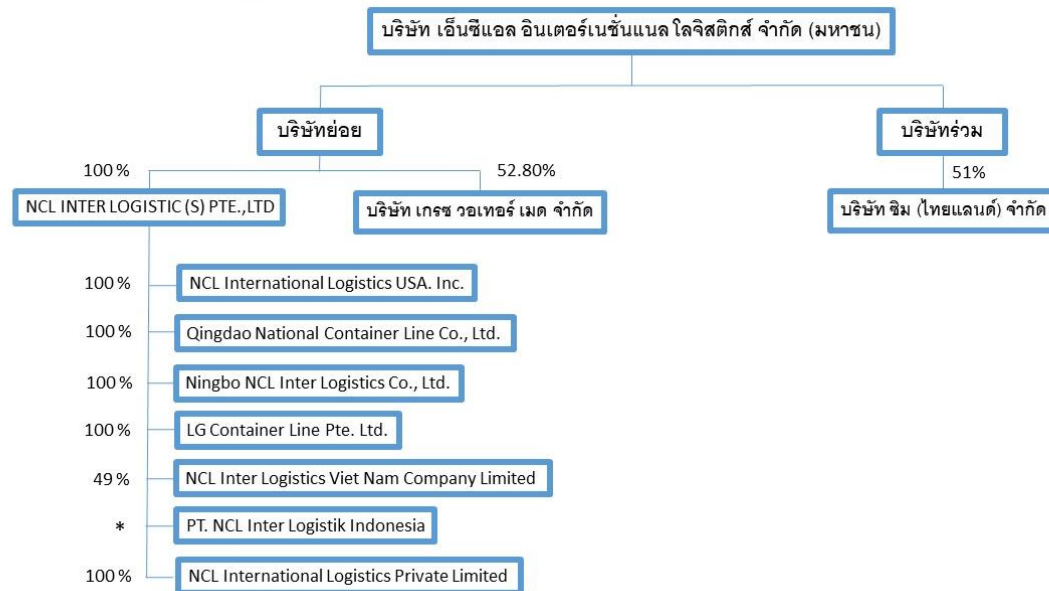 บริษัท เอ็นซีแอล อินเตอร์เนชั่นแนล โลจิสติกส์ จำกัด (มหาชน)
บริษัทย่อย
บริษัทร่วม
100 %
52.80%
51%
NCL INTER LOGISTIC (S) PTE.,LTD
บริษัท เกรซ วอเทอร์ เมด จำกัด
บริษัท ซิม (ไทยแลนด์) จำกัด
100 % NCL International Logistics USA. Inc.
100 % Qingdao National Container Line Co., Ltd.
100 % Ningbo NCL Inter Logistics Co., Ltd.
100 % LG Container Line Pte. Ltd.
49 % NCL Inter Logistics Viet Nam Company Limited
* PT. NCL Inter Logistik Indonesia
100 % NCL International Logistics Private Limited